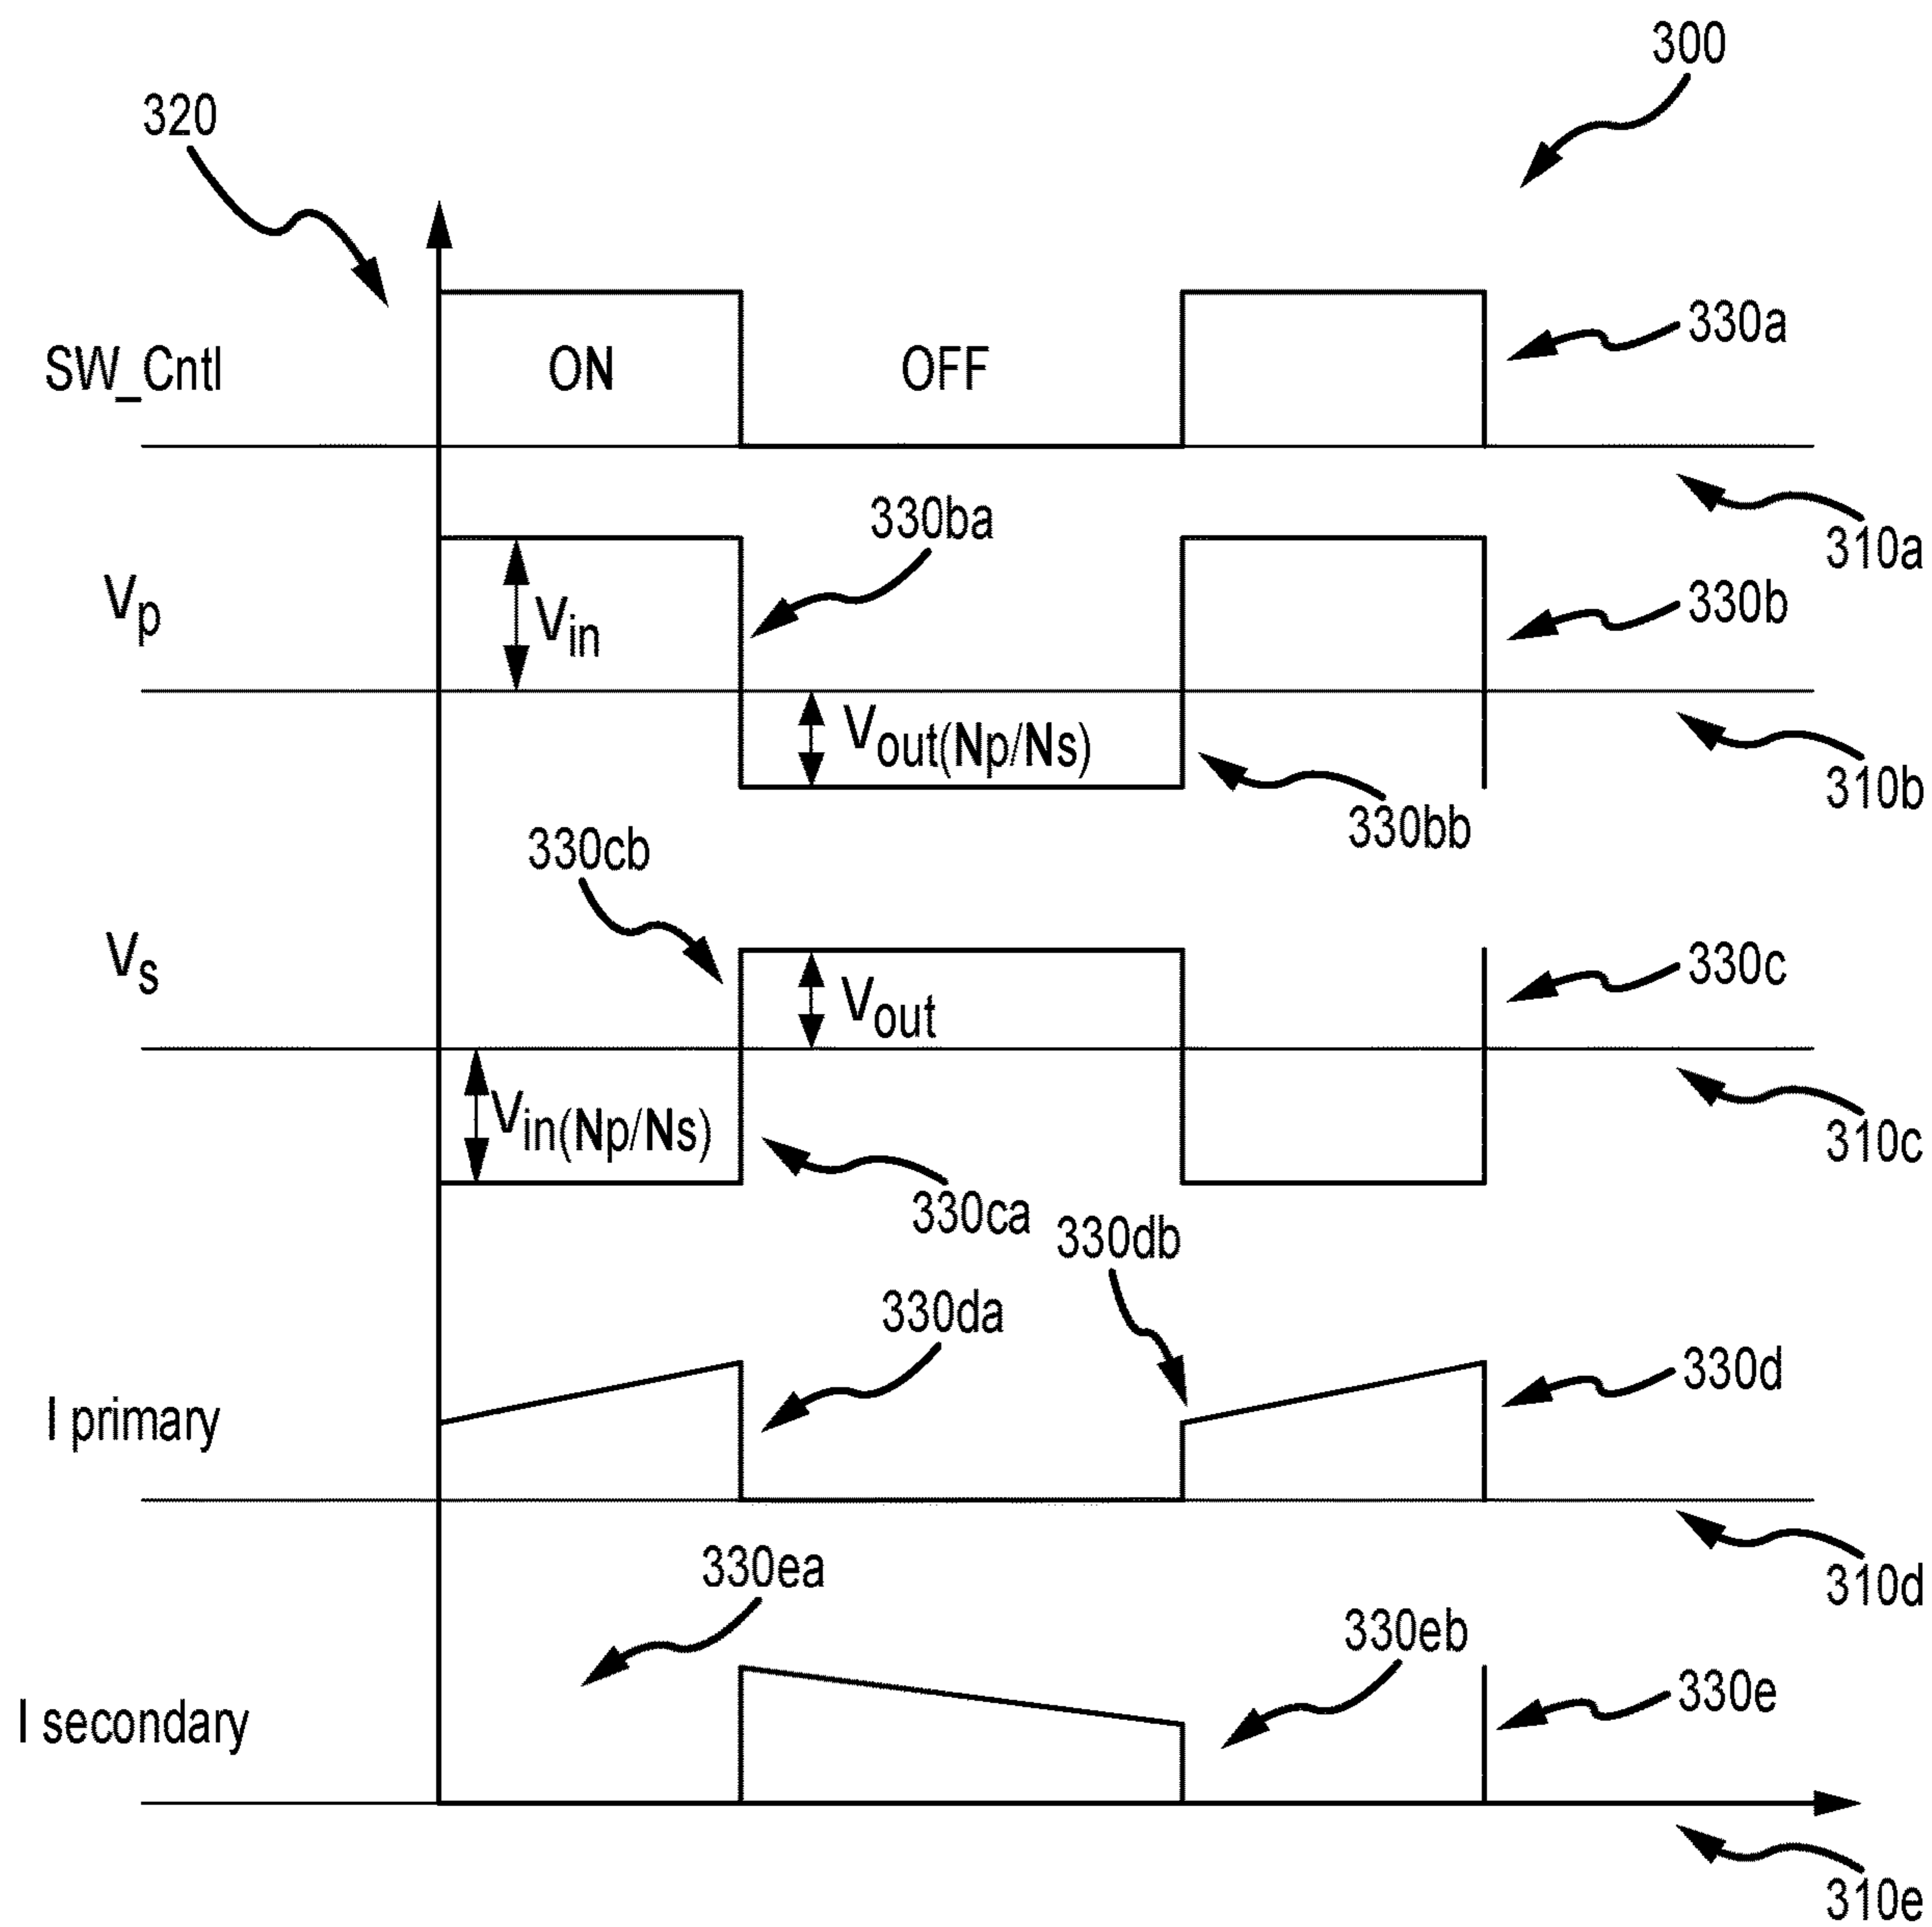 300
320
330a
SW_Cntl
ON
OFF
330ba
310a
Vp
Vin
330b
Vout(Np/Ns)
310b
330bb
330cb
Vs
Vout
330c
Vin(Np/Ns)
310c
330ca
330db
330da
330d
I primary
330ea
310d
330eb
330e
I secondary
310e